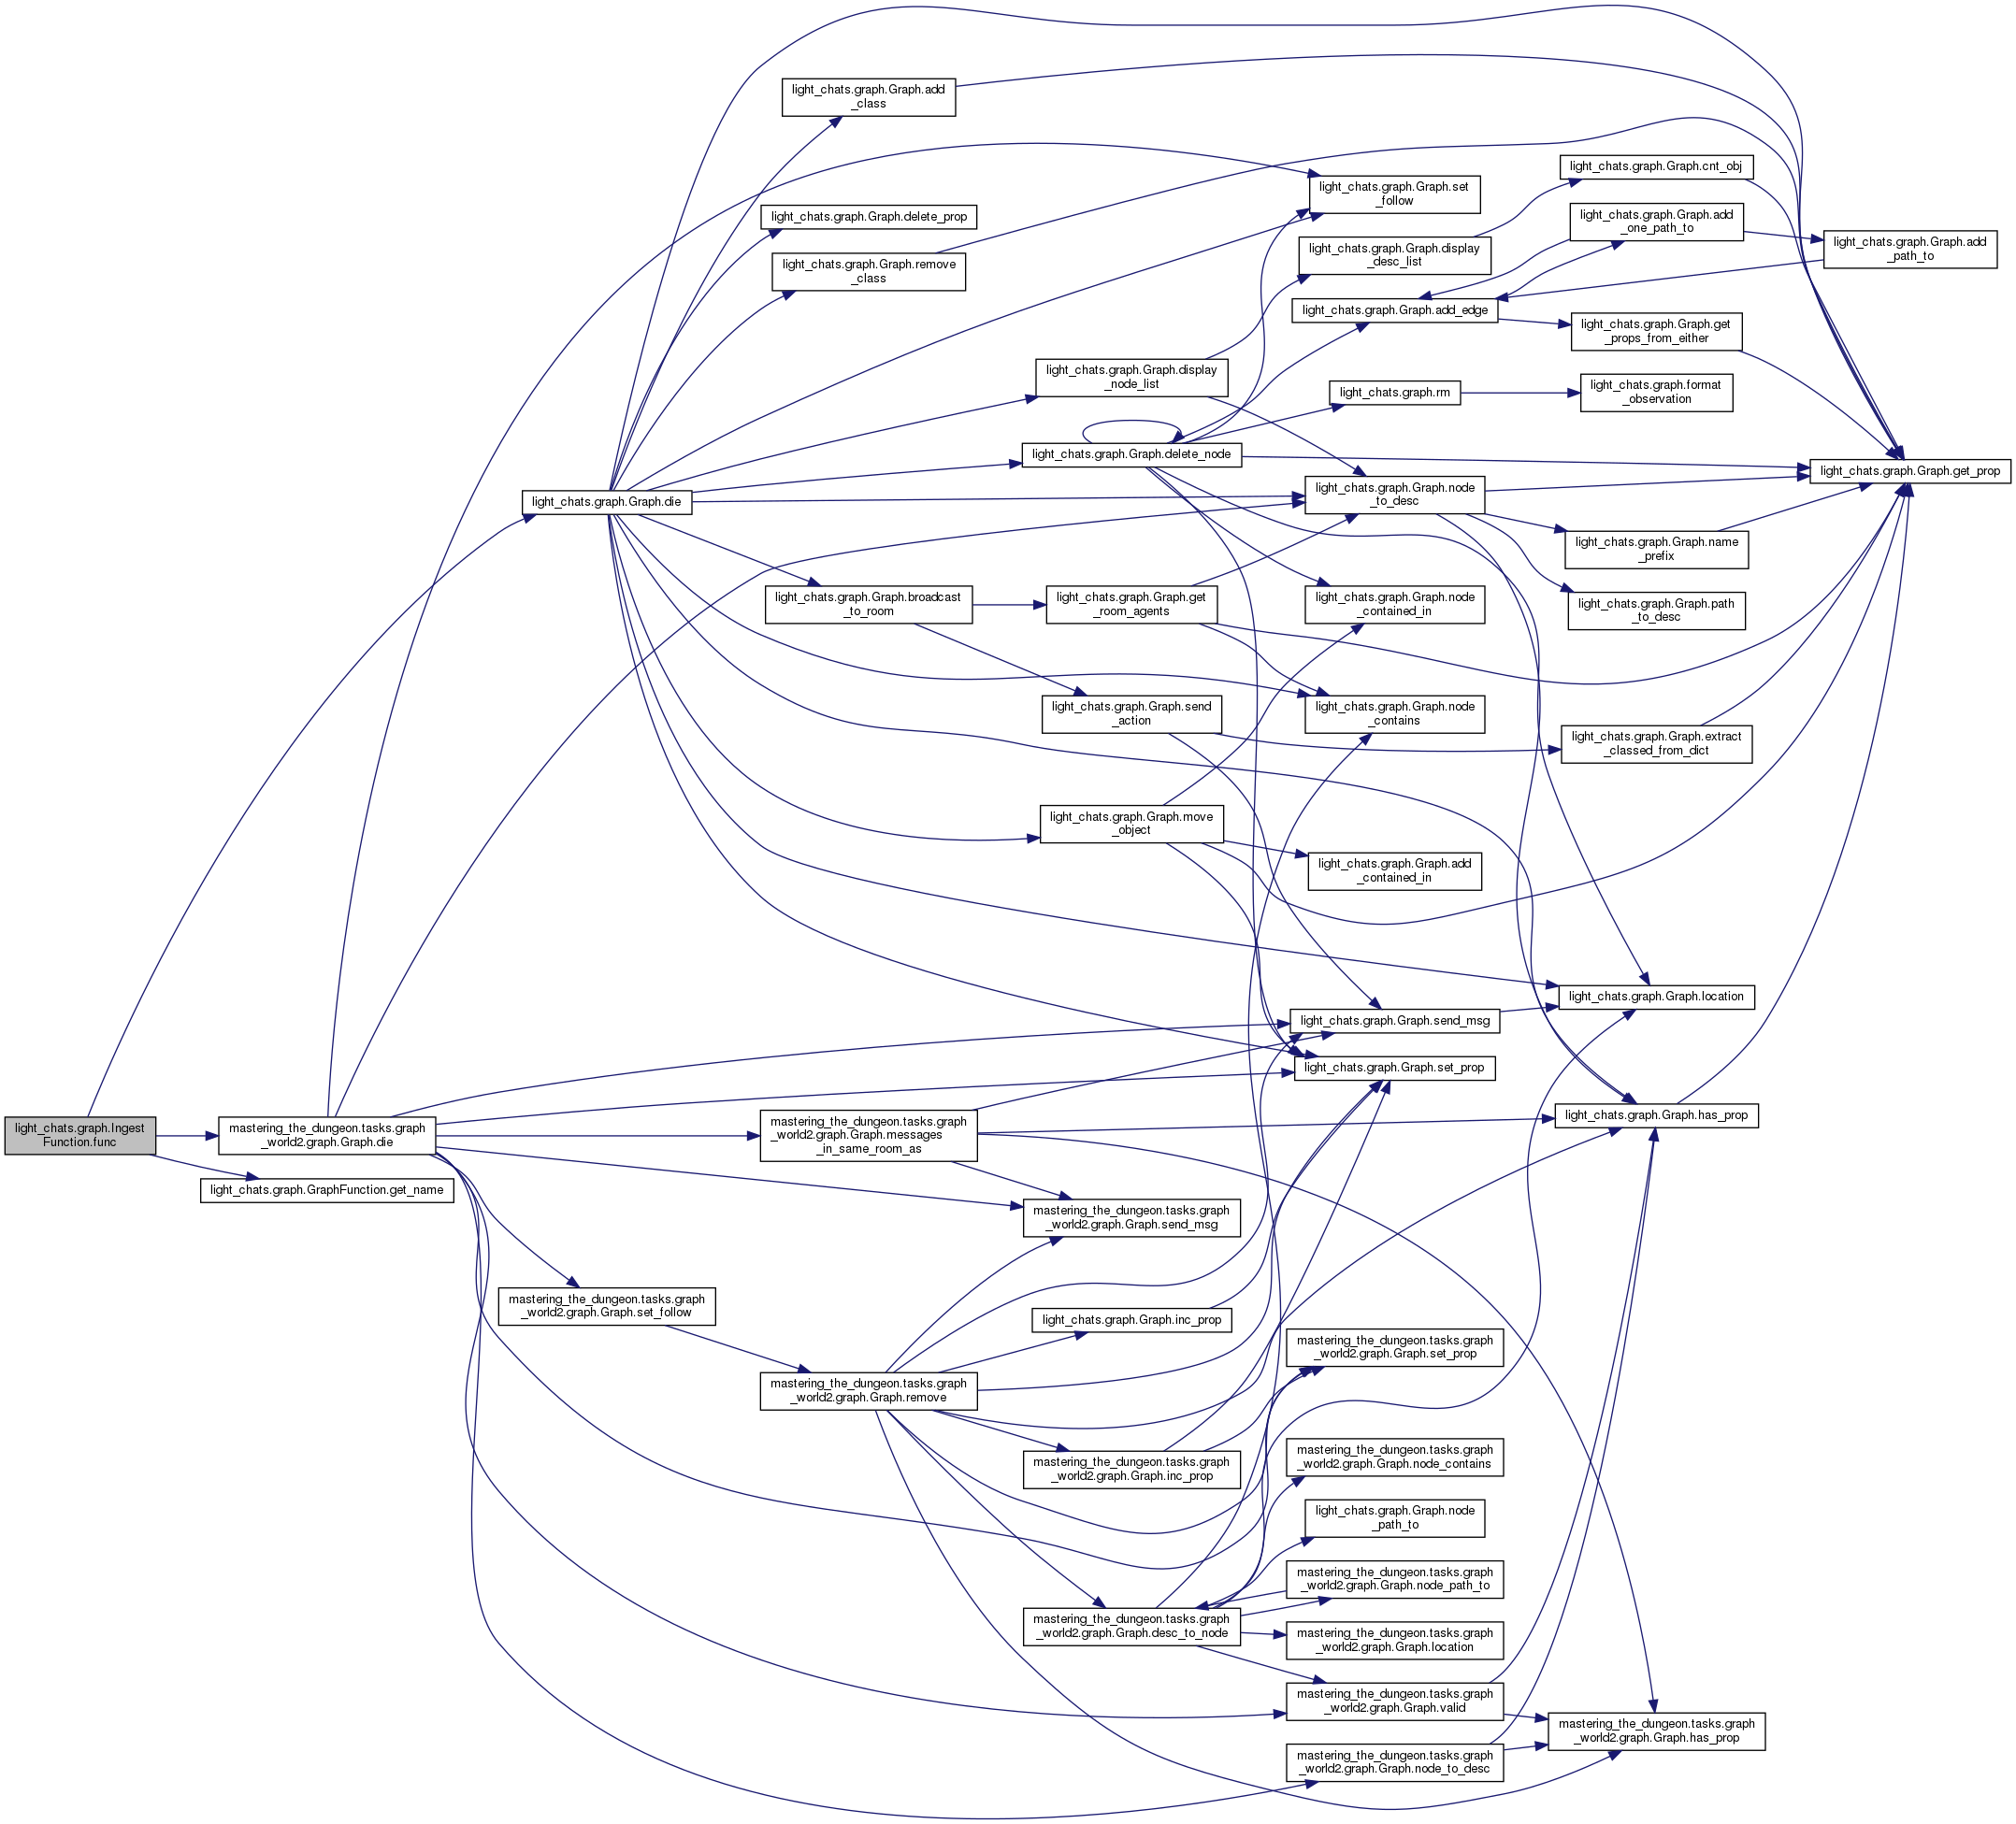 light_chats.graph.Ingest
Function.func
light_chats.graph.Graph.die
mastering_the_dungeon.tasks.graph
_world2.graph.Graph.die
light_chats.graph.GraphFunction.get_name
light_chats.graph.Graph.add
_class
light_chats.graph.Graph.delete_prop
light_chats.graph.Graph.remove
_class
light_chats.graph.Graph.broadcast
_to_room
mastering_the_dungeon.tasks.graph
_world2.graph.Graph.messages
_in_same_room_as
mastering_the_dungeon.tasks.graph
_world2.graph.Graph.set_follow
mastering_the_dungeon.tasks.graph
_world2.graph.Graph.remove
light_chats.graph.Graph.display
_node_list
light_chats.graph.Graph.delete_node
light_chats.graph.Graph.get
_room_agents
light_chats.graph.Graph.send
_action
light_chats.graph.Graph.move
_object
mastering_the_dungeon.tasks.graph
_world2.graph.Graph.send_msg
light_chats.graph.Graph.inc_prop
mastering_the_dungeon.tasks.graph
_world2.graph.Graph.inc_prop
mastering_the_dungeon.tasks.graph
_world2.graph.Graph.desc_to_node
light_chats.graph.Graph.set
_follow
light_chats.graph.Graph.display
_desc_list
light_chats.graph.Graph.add_edge
light_chats.graph.rm
light_chats.graph.Graph.node
_to_desc
light_chats.graph.Graph.node
_contained_in
light_chats.graph.Graph.node
_contains
light_chats.graph.Graph.add
_contained_in
light_chats.graph.Graph.send_msg
light_chats.graph.Graph.set_prop
mastering_the_dungeon.tasks.graph
_world2.graph.Graph.set_prop
mastering_the_dungeon.tasks.graph
_world2.graph.Graph.node_contains
light_chats.graph.Graph.node
_path_to
mastering_the_dungeon.tasks.graph
_world2.graph.Graph.node_path_to
mastering_the_dungeon.tasks.graph
_world2.graph.Graph.location
mastering_the_dungeon.tasks.graph
_world2.graph.Graph.valid
mastering_the_dungeon.tasks.graph
_world2.graph.Graph.node_to_desc
light_chats.graph.Graph.cnt_obj
light_chats.graph.Graph.add
_one_path_to
light_chats.graph.Graph.get
_props_from_either
light_chats.graph.format
_observation
light_chats.graph.Graph.name
_prefix
light_chats.graph.Graph.path
_to_desc
light_chats.graph.Graph.extract
_classed_from_dict
light_chats.graph.Graph.location
light_chats.graph.Graph.has_prop
mastering_the_dungeon.tasks.graph
_world2.graph.Graph.has_prop
light_chats.graph.Graph.add
_path_to
light_chats.graph.Graph.get_prop